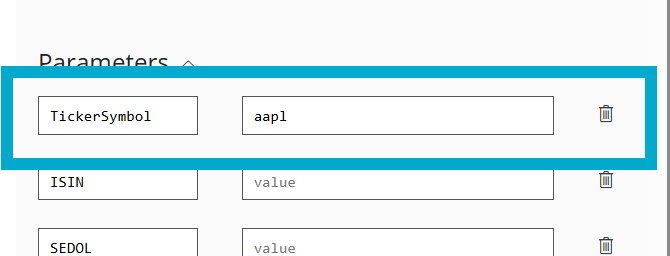 Parameters
TickerSymbol aapl
ISIN value
SEDOL value